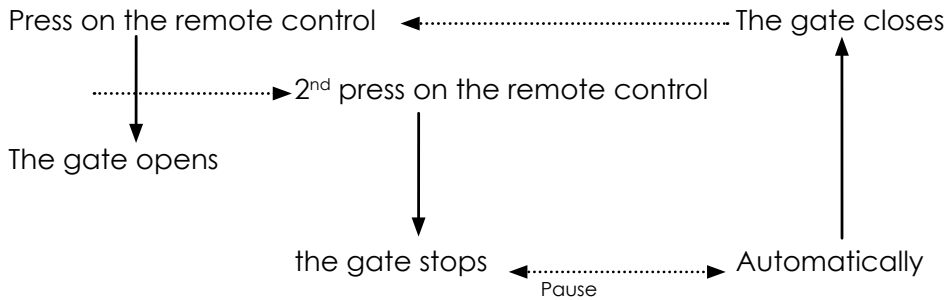 Press on the remote control
The gate closes
2nd press on the remote control
The gate opens
the gate stops
Automatically
Pause